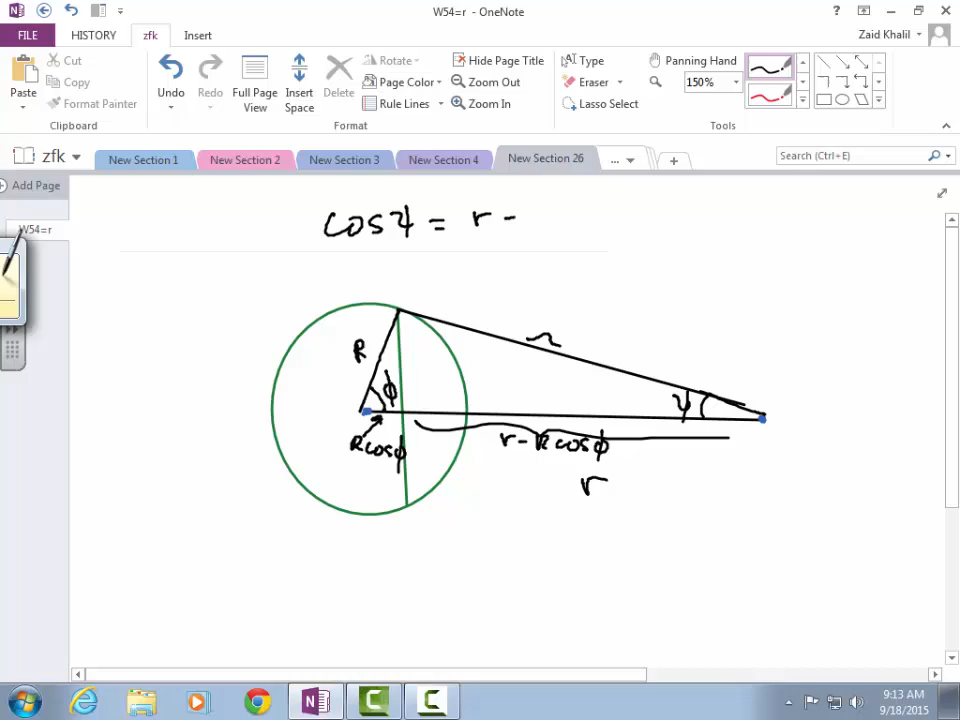 W54=r - OneNote
FILE HISTORY zfk Insert
Zaid Khalil
Paste
Cut
Copy
Format Painter
Clipboard
Undo Redo Full Page View Insert Space Delete
Rotate
Page Color
Rule Lines
Hide Page Title
Zoom Out
Zoom In
Format
Type
Eraser
Lasso Select
Panning Hand
150%
Tools
zfk New Section 1 New Section 2 New Section 3 New Section 4 New Section 26 ...
Search (Ctrl+E)
Add Page
W54=r
cosψ = r -
R
ϕ
ψ
Rcosϕ
r - Rcosϕ
r
9:13 AM
9/18/2015